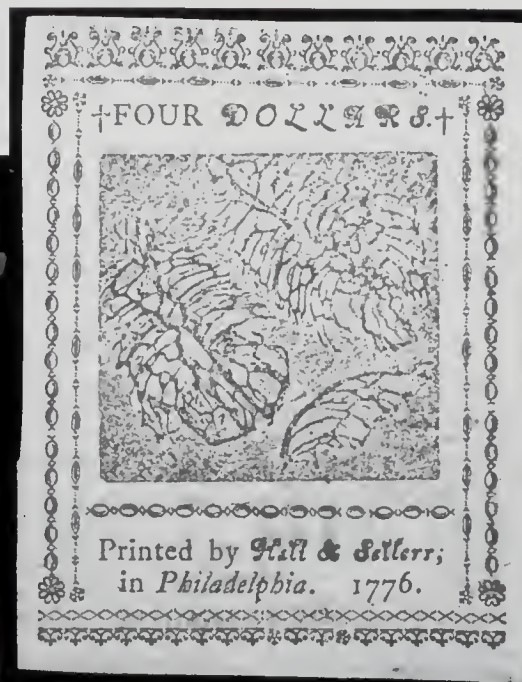 †FOUR DOLLARS.†
Printed by Hall & Sellers;
in Philadelphia. 1776.